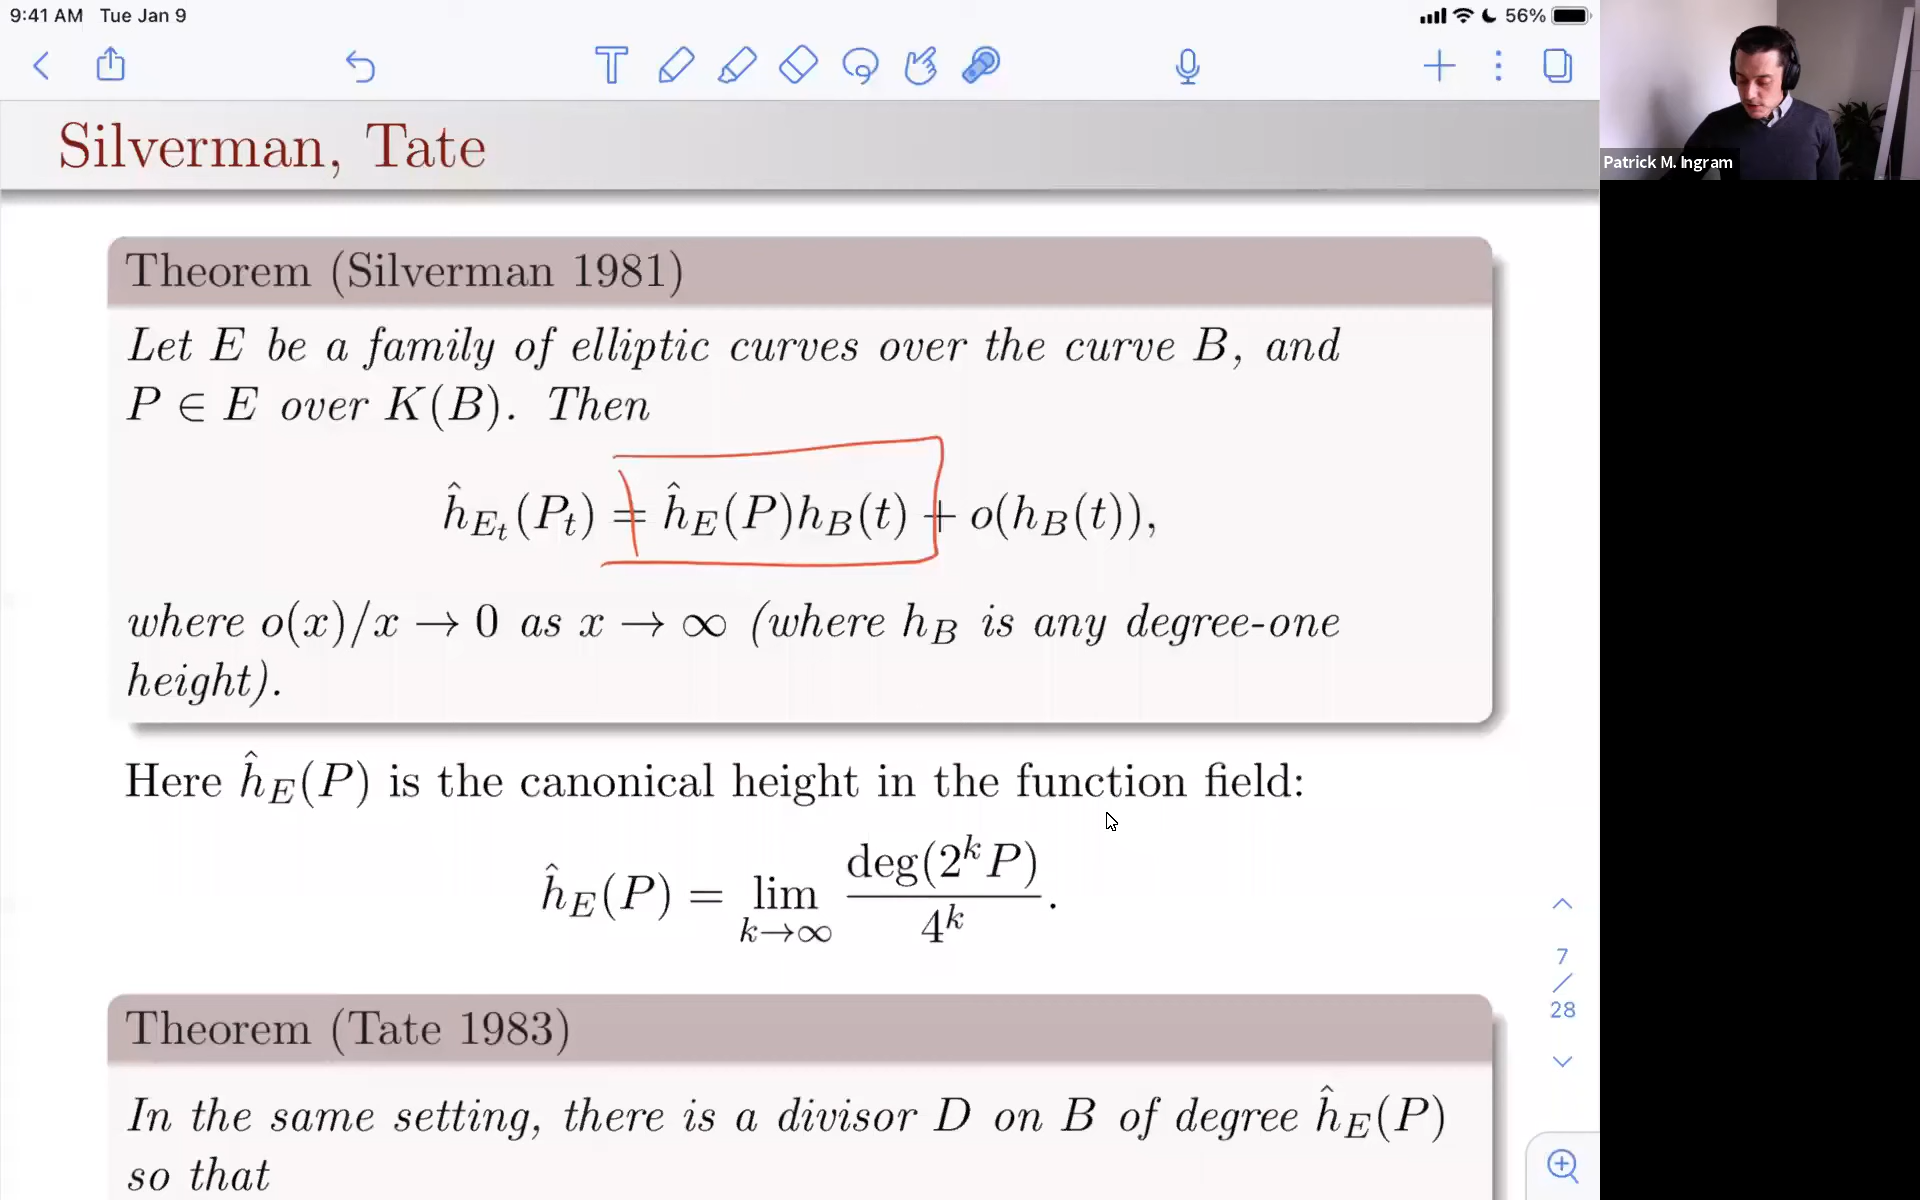 9:41 AM Tue Jan 9
56%
Silverman, Tate
Patrick M. Ingram
Theorem (Silverman 1981)
Let E be a family of elliptic curves over the curve B, and
P ∈ E over K(B). Then
ĥ_{E_t}(P_t) = ĥ_E(P)h_B(t) + o(h_B(t)),
where o(x)/x → 0 as x → ∞ (where h_B is any degree-one
height).
Here ĥ_E(P) is the canonical height in the function field:
ĥ_E(P) = lim_{k→∞} deg(2^k P) / 4^k.
7
/
28
Theorem (Tate 1983)
In the same setting, there is a divisor D on B of degree ĥ_E(P)
so that